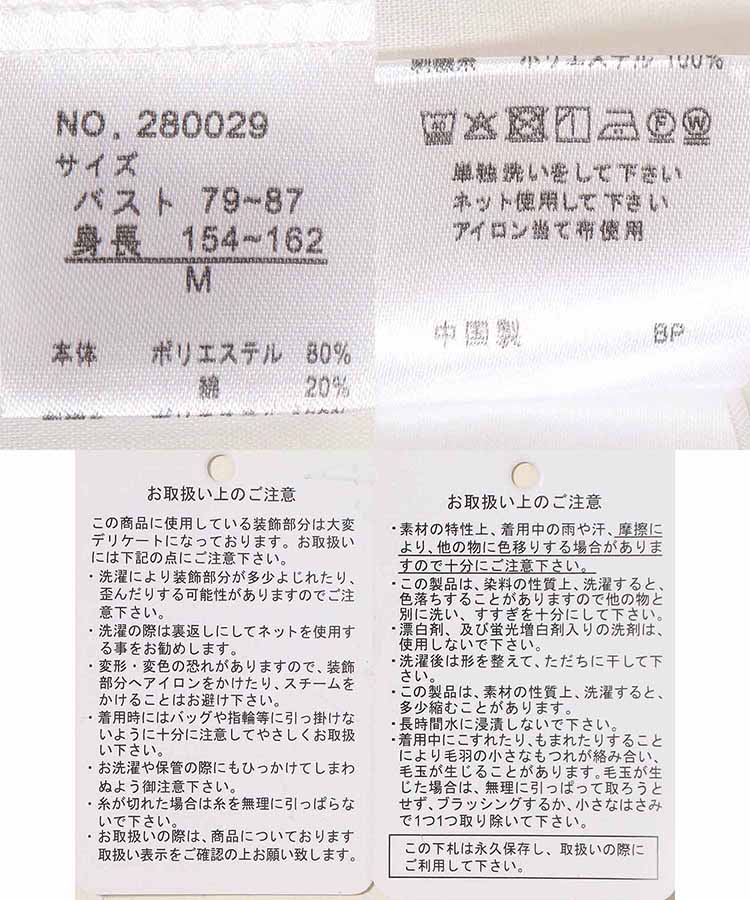 NO. 280029
サイズ
バスト 79~87
身長 154~162
M
本体 ポリエステル 80%
綿 20%
刺繍糸 ポリエステル 100%
単独洗いをして下さい
ネット使用して下さい
アイロン当て布使用
中国製 BP
お取扱い上のご注意
この商品に使用している装飾部分は大変
デリケートになっております。お取扱い
には下記の点にご注意下さい。
・洗濯により装飾部分が多少よじれたり、
歪んだりする可能性がありますのでご注
意下さい。
・洗濯の際は裏返しにしてネットを使用す
る事をお勧めします。
・変形・変色の恐れがありますので、装飾
部分へアイロンをかけたり、スチームを
かけることはお避け下さい。
・着用時にはバッグや指輪等に引っ掛けな
いように十分に注意してやさしくお取扱
い下さい。
・お洗濯や保管の際にもひっかけてしまわ
ぬよう御注意下さい。
・糸が切れた場合は糸を無理に引っぱらな
いで下さい。
・お取扱いの際は、商品についております
取扱い表示をご確認の上お願い致します。
お取扱い上のご注意
・素材の特性上、着用中の雨や汗、摩擦に
より、他の物に色移りする場合がありま
すので十分にご注意下さい。
・この製品は、染料の性質上、洗濯すると、
色落ちすることがありますので他の物と
別に洗い、すすぎを十分にして下さい。
・漂白剤、及び蛍光増白剤入りの洗剤は、
使用しないで下さい。
・洗濯後は形を整えて、ただちに干して下
さい。
・この製品は、素材の性質上、洗濯すると、
多少縮むことがあります。
・長時間水に浸漬しないで下さい。
・着用中にこすれたり、もまれたりすること
により毛羽の小さなもつれが絡み合い、
毛玉が生じることがあります。毛玉が生
じた場合は、無理に引っぱって取ろうと
せず、ブラッシングするか、小さなはさみ
で1つ1つ取り除いて下さい。
この下札は永久保存し、取扱いの際に
ご利用して下さい。